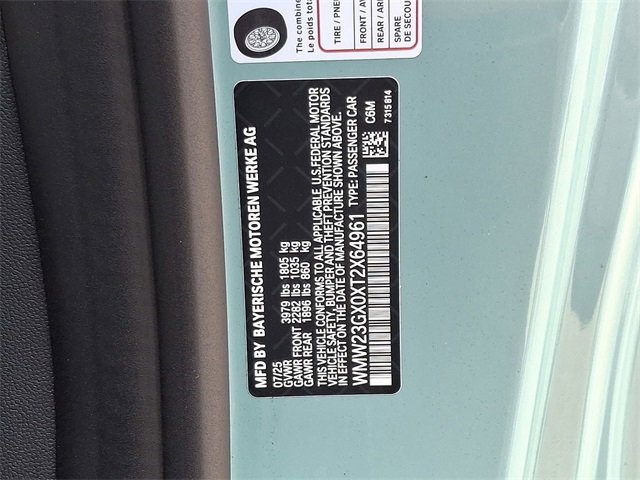 The combine
Le poids tota
TIRE / PNE
FRONT / AV
REAR / ARR
SPARE
DE SECOU
MFD BY BAYERISCHE MOTOREN WERKE AG
07/25
GVWR 3979 lbs 1805 kg
GAWR FRONT 2282 lbs 1035 kg
GAWR REAR 1896 lbs 860 kg
THIS VEHICLE CONFORMS TO ALL APPLICABLE U.S.FEDERAL MOTOR
VEHICLE SAFETY, BUMPER AND THEFT PREVENTION STANDARDS
IN EFFECT ON THE DATE OF MANUFACTURE SHOWN ABOVE.
WMW23GX0XT2X64961 TYPE: PASSENGER CAR
C6M
7315814